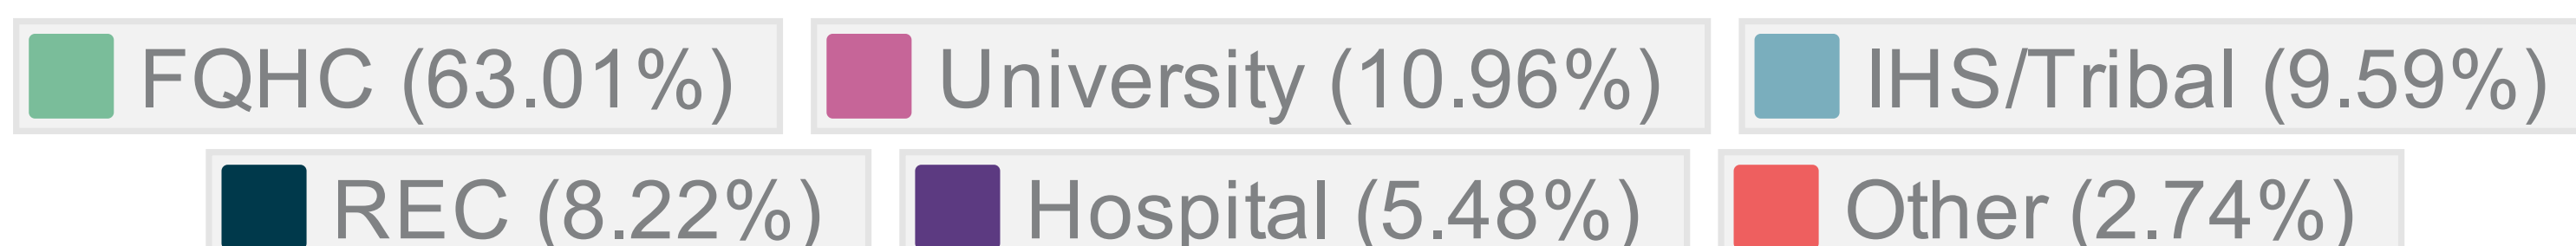 FQHC (63.01%) University (10.96%) IHS/Tribal (9.59%)
REC (8.22%) Hospital (5.48%) Other (2.74%)